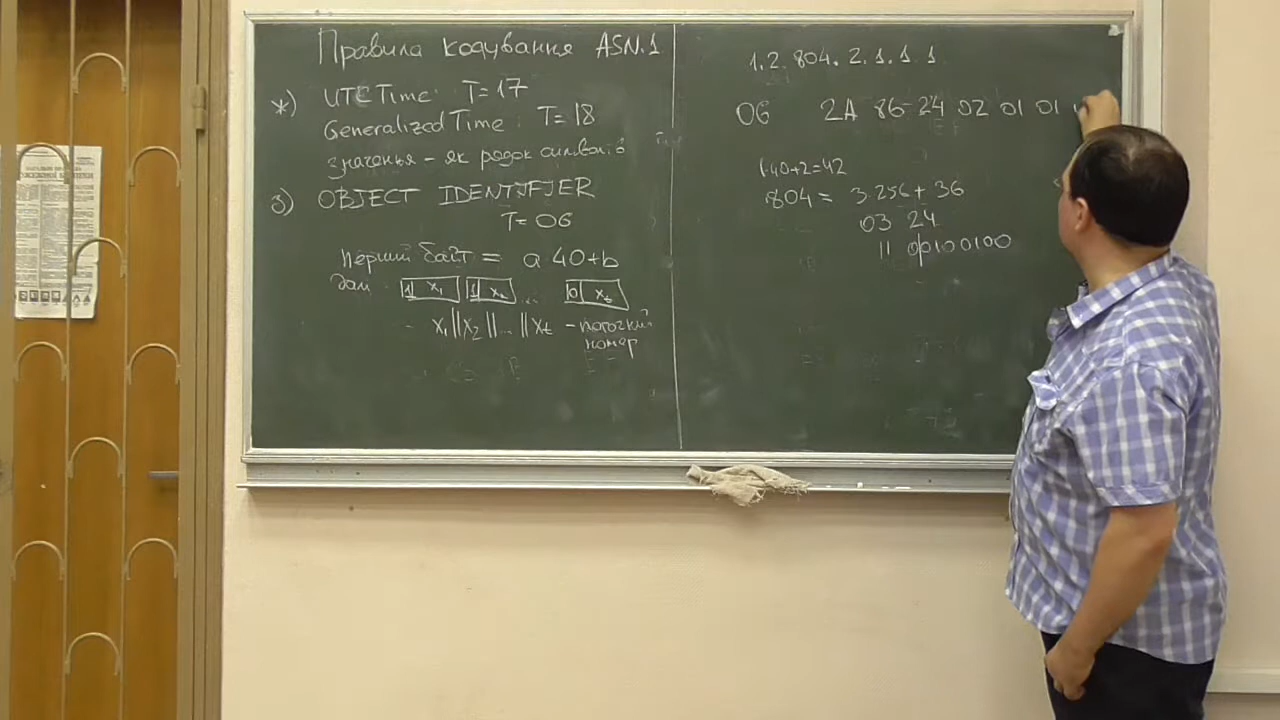 Правила кодування ASN.1
*) UTCTime: T=17
GeneralizedTime: T=18
значення - як рядок символів
8) OBJECT IDENTIFIER
T=06
перший байт = a 40+b
далі 1 x₁ 1 x₂ ... 0 xₜ
x₁||x₂||...||xₜ - поточний
номер
1.2.804.2.1.1.1
06 2A 86 24 02 01 01
1·40+2=42
804 = 3·256+36
03 24
11 00100100